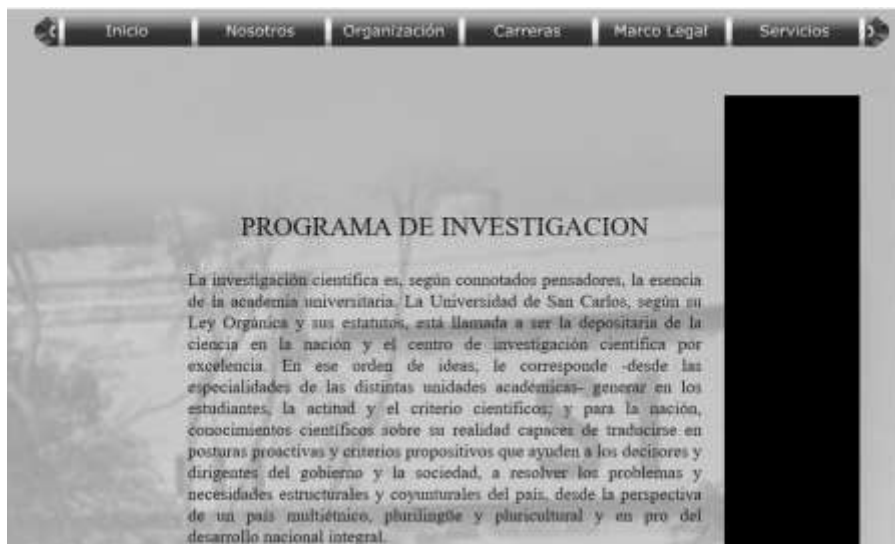 Inicio Nosotros Organización Carreras Marco Legal Servicios
PROGRAMA DE INVESTIGACION
La investigación científica es, según connotados pensadores, la esencia
de la academia universitaria. La Universidad de San Carlos, según su
Ley Orgánica y sus estatutos, está llamada a ser la depositaria de la
ciencia en la nación y el centro de investigación científica por
excelencia. En ese orden de ideas, le corresponde -desde las
especialidades de las distintas unidades académicas- generar en los
estudiantes, la actitud y el criterio científicos; y para la nación,
conocimientos científicos sobre su realidad capaces de traducirse en
posturas proactivas y criterios propositivos que ayuden a los decisores y
dirigentes del gobierno y la sociedad, a resolver los problemas y
necesidades estructurales y coyunturales del país, desde la perspectiva
de un país multiétnico, plurilingüe y pluricultural y en pro del
desarrollo nacional integral.